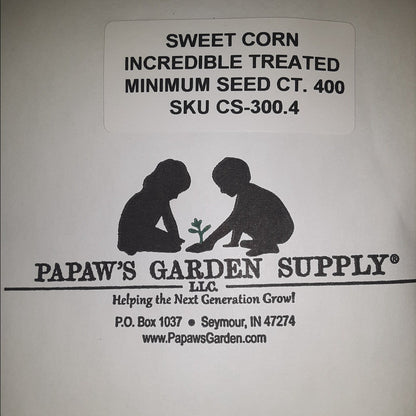 SWEET CORN
INCREDIBLE TREATED
MINIMUM SEED CT. 400
SKU CS-300.4
PAPAW'S GARDEN SUPPLY®
LLC.
Helping the Next Generation Grow!
P.O. Box 1037 • Seymour, IN 47274
www.PapawsGarden.com